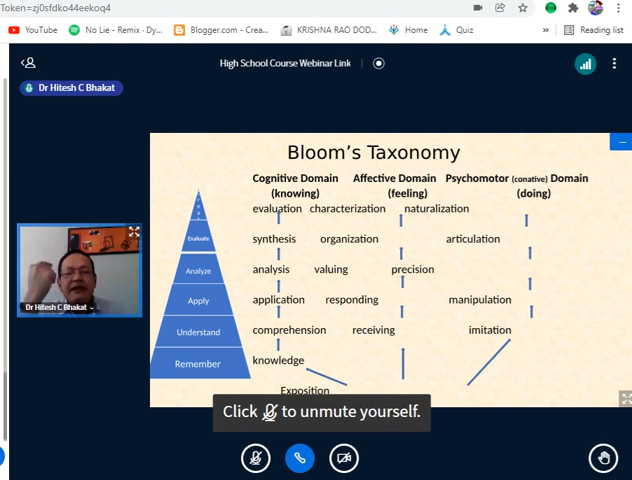 Token=zj0sfdko44eekoq4
YouTube No Lie - Remix · Dy... Blogger.com - Crea... KRISHNA RAO DOD... Home Quiz » Reading list
High School Course Webinar Link
Dr Hitesh C Bhakat
Bloom's Taxonomy
Cognitive Domain Affective Domain Psychomotor (conative) Domain
(knowing) (feeling) (doing)
evaluation characterization naturalization
Evaluate synthesis organization articulation
Analyze analysis valuing precision
Apply application responding manipulation
Understand comprehension receiving imitation
Remember knowledge
Exposition
Dr Hitesh C Bhakat
Click to unmute yourself.